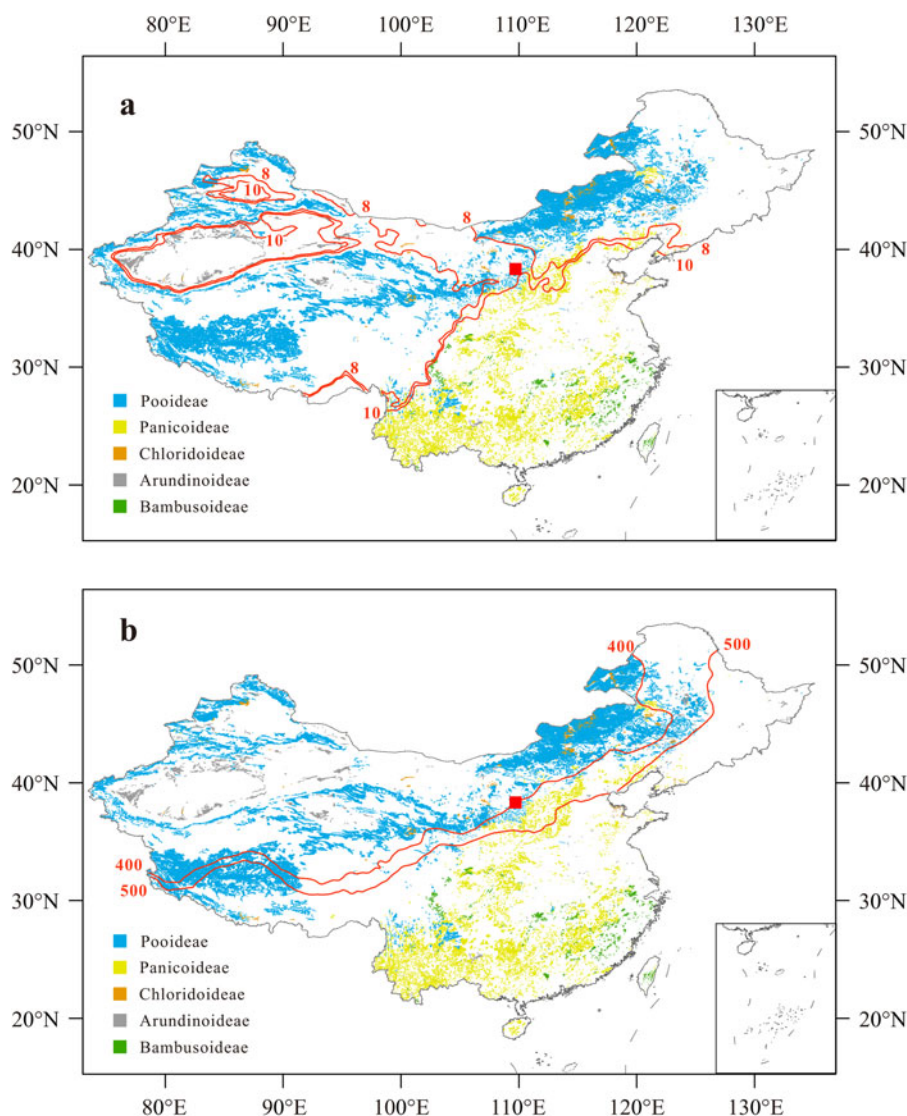 80°E 90°E 100°E 110°E 120°E 130°E
a
50°N 50°N
8
10
8
8
40°N 10 8 40°N
10
30°N 8 30°N
10
Pooideae
Panicoideae
Chloridoideae
20°N Arundinoideae 20°N
Bambusoideae
b
400 500
50°N 50°N
40°N 40°N
400
30°N 500 30°N
Pooideae
Panicoideae
Chloridoideae
20°N Arundinoideae 20°N
Bambusoideae
80°E 90°E 100°E 110°E 120°E 130°E